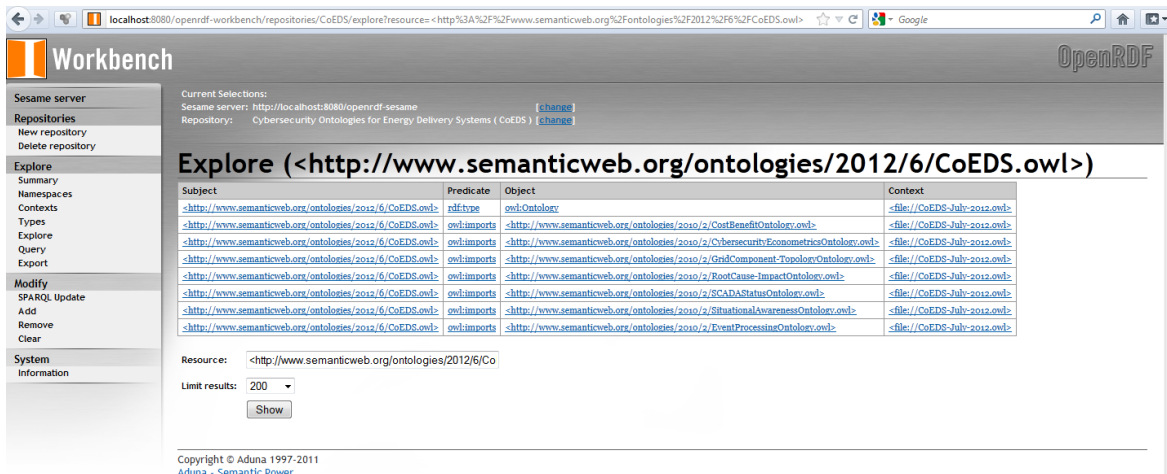 localhost:8080/openrdf-workbench/repositories/CoEDS/explore?resource=<http%3A%2F%2Fwww.semanticweb.org%2Fontologies%2F2012%2F6%2FCoEDS.owl> Google
Workbench OpenRDF
Sesame server
Repositories
New repository
Delete repository
Explore
Summary
Namespaces
Contexts
Types
Explore
Query
Export
Modify
SPARQL Update
Add
Remove
Clear
System
Information
Current Selections:
Sesame server: http://localhost:8080/openrdf-sesame [change]
Repository: Cybersecurity Ontologies for Energy Delivery Systems ( CoEDS ) [change]
Explore (<http://www.semanticweb.org/ontologies/2012/6/CoEDS.owl>)
Subject Predicate Object Context
<http://www.semanticweb.org/ontologies/2012/6/CoEDS.owl> rdf:type owl:Ontology <file://CoEDS-July-2012.owl>
<http://www.semanticweb.org/ontologies/2012/6/CoEDS.owl> owl:imports <http://www.semanticweb.org/ontologies/2010/2/CostBenefitOntology.owl> <file://CoEDS-July-2012.owl>
<http://www.semanticweb.org/ontologies/2012/6/CoEDS.owl> owl:imports <http://www.semanticweb.org/ontologies/2010/2/CybersecurityEconometricsOntology.owl> <file://CoEDS-July-2012.owl>
<http://www.semanticweb.org/ontologies/2012/6/CoEDS.owl> owl:imports <http://www.semanticweb.org/ontologies/2010/2/GridComponent-TopologyOntology.owl> <file://CoEDS-July-2012.owl>
<http://www.semanticweb.org/ontologies/2012/6/CoEDS.owl> owl:imports <http://www.semanticweb.org/ontologies/2010/2/RootCause-ImpactOntology.owl> <file://CoEDS-July-2012.owl>
<http://www.semanticweb.org/ontologies/2012/6/CoEDS.owl> owl:imports <http://www.semanticweb.org/ontologies/2010/2/SCADAStatusOntology.owl> <file://CoEDS-July-2012.owl>
<http://www.semanticweb.org/ontologies/2012/6/CoEDS.owl> owl:imports <http://www.semanticweb.org/ontologies/2010/2/SituationalAwarenessOntology.owl> <file://CoEDS-July-2012.owl>
<http://www.semanticweb.org/ontologies/2012/6/CoEDS.owl> owl:imports <http://www.semanticweb.org/ontologies/2010/2/EventProcessingOntology.owl> <file://CoEDS-July-2012.owl>
Resource: <http://www.semanticweb.org/ontologies/2012/6/Co
Limit results: 200
Show
Copyright © Aduna 1997-2011
Aduna - Semantic Power